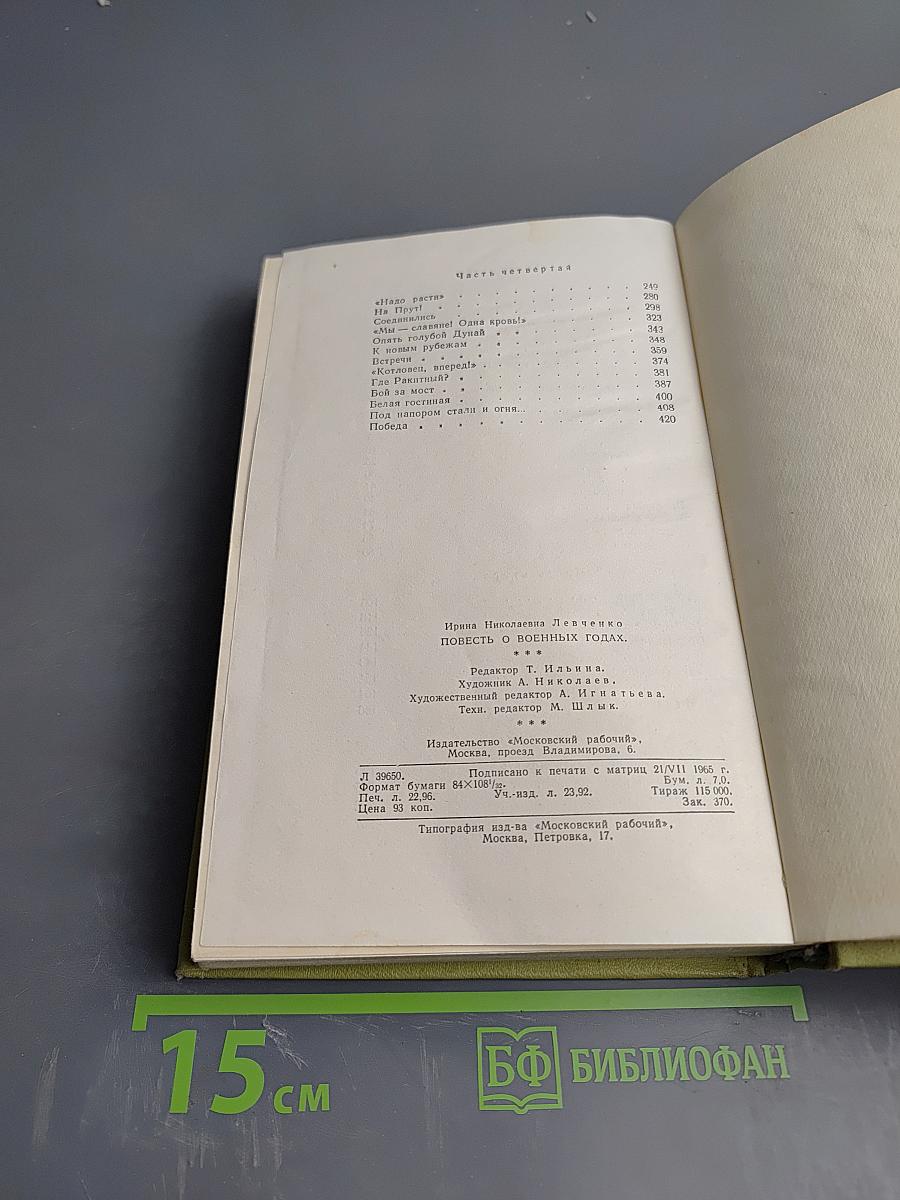 Часть четвертая
«Надо расти» . . . . . . . . . . 249
На Прут! . . . . . . . . . . 280
Соединились . . . . . . . . . . 298
«Мы — славяне! Одна кровь!» . . . . . . 323
Опять голубой Дунай . . . . . . . . 343
К новым рубежам . . . . . . . . . 348
Встречи . . . . . . . . . . . 359
«Котловец, вперед!» . . . . . . . . 374
Где Ракитный? . . . . . . . . . . 381
Бой за мост . . . . . . . . . . 387
Белая гостиная . . . . . . . . . . 400
Под напором стали и огня... . . . . . . 408
Победа . . . . . . . . . . . . 420
Ирина Николаевна Левченко
ПОВЕСТЬ О ВОЕННЫХ ГОДАХ.
* * *
Редактор Т. Ильина.
Художник А. Николаев.
Художественный редактор А. Игнатьева.
Техн. редактор М. Шлык.
* * *
Издательство «Московский рабочий»,
Москва, проезд Владимирова, 6.
Л 39650. Подписано к печати с матриц 21/VII 1965 г.
Формат бумаги 84×108¹/₃₂. Бум. л. 7,0.
Печ. л. 22,96. Уч.-изд. л. 23,92. Тираж 115 000.
Цена 93 коп. Зак. 370.
Типография изд-ва «Московский рабочий»,
Москва, Петровка, 17.
15 см БФ БИБЛИОФАН